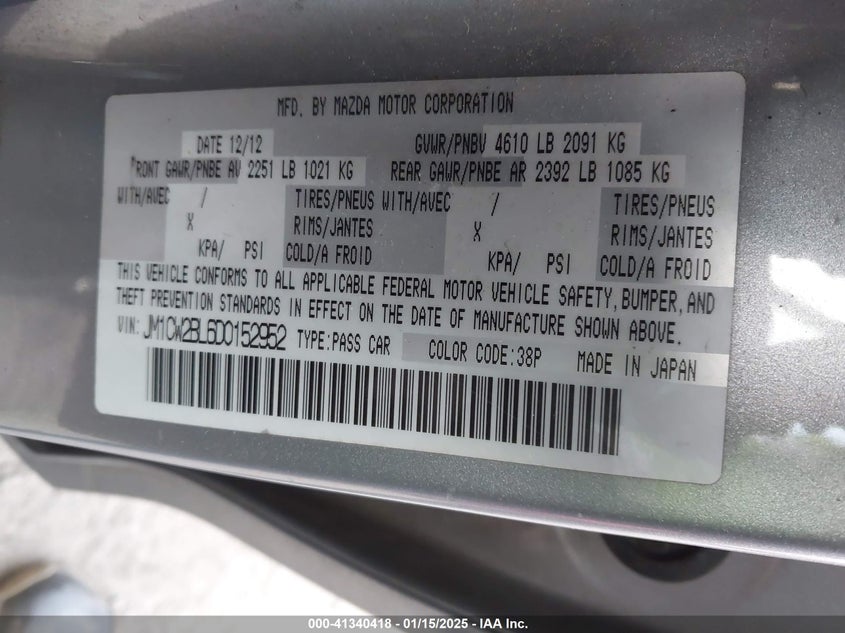 MFD. BY MAZDA MOTOR CORPORATION
DATE 12/12 GVWR/PNBV 4610 LB 2091 KG
FRONT GAWR/PNBE AV 2251 LB 1021 KG REAR GAWR/PNBE AR 2392 LB 1085 KG
WITH/AVEC / TIRES/PNEUS WITH/AVEC / TIRES/PNEUS
X RIMS/JANTES X RIMS/JANTES
KPA/ PSI COLD/A FROID KPA/ PSI COLD/A FROID
THIS VEHICLE CONFORMS TO ALL APPLICABLE FEDERAL MOTOR VEHICLE SAFETY, BUMPER, AND
THEFT PREVENTION STANDARDS IN EFFECT ON THE DATE OF MANUFACTURE SHOWN ABOVE.
VIN: JM1CW2BL6D0152952 TYPE:PASS CAR COLOR CODE:38P MADE IN JAPAN
000-41340418 - 01/15/2025 - IAA Inc.